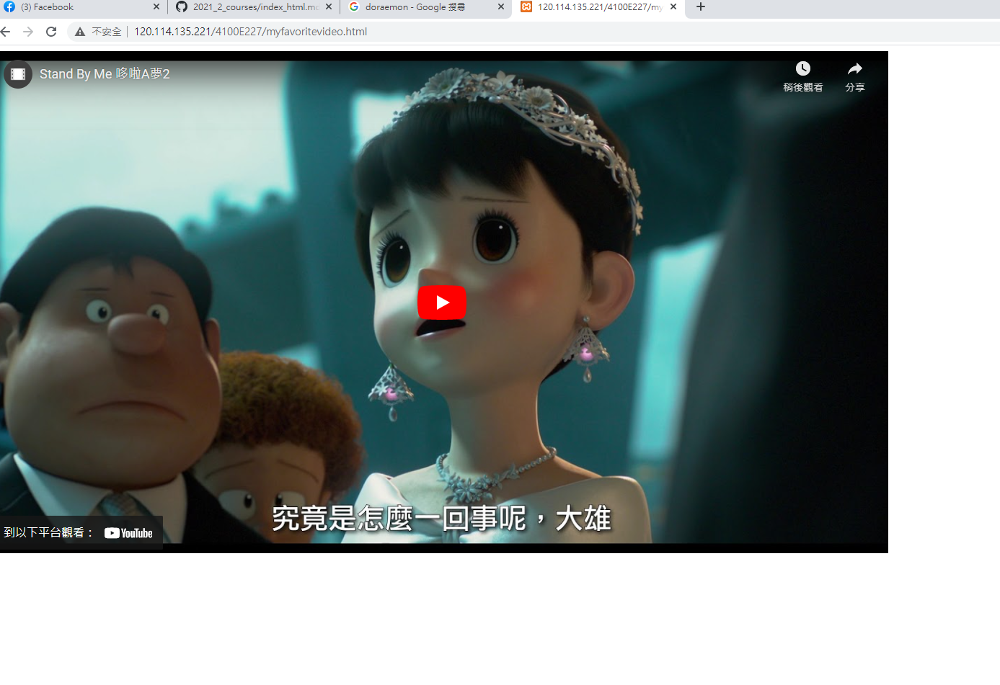 (3) Facebook
2021_2_courses/index_html.mc
doraemon - Google 搜尋
120.114.135.221/4100E227/my
不安全
120.114.135.221/4100E227/myfavoritevideo.html
Stand By Me 哆啦A夢2
稍後觀看
分享
究竟是怎麼一回事呢，大雄
到以下平台觀看：
YouTube